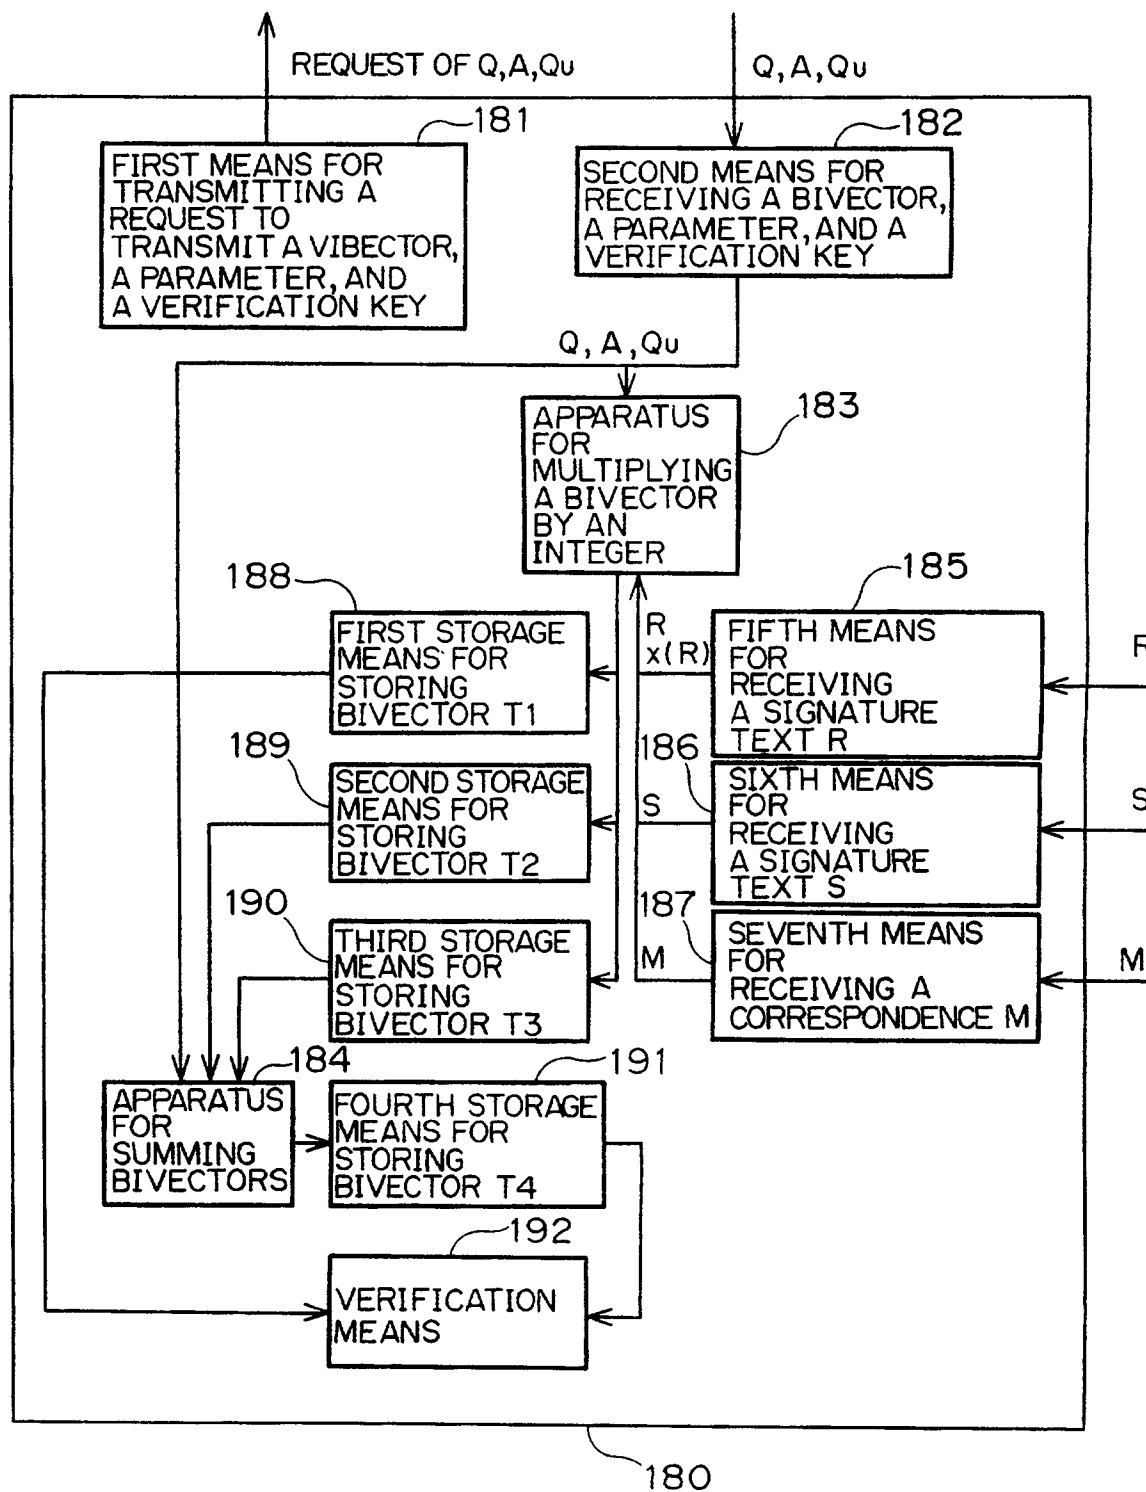 REQUEST OF Q,A,Qu
Q, A, Qu
181
182
FIRST MEANS FOR
TRANSMITTING A
REQUEST TO
TRANSMIT A VIBECTOR,
A PARAMETER, AND
A VERIFICATION KEY
SECOND MEANS FOR
RECEIVING A BIVECTOR,
A PARAMETER, AND A
VERIFICATION KEY
Q, A, Qu
183
APPARATUS
FOR
MULTIPLYING
A BIVECTOR
BY AN
INTEGER
188
185
FIRST STORAGE
MEANS FOR
STORING
BIVECTOR T1
R
x(R)
FIFTH MEANS
FOR
RECEIVING
A SIGNATURE
TEXT R
R
189
186
SECOND STORAGE
MEANS FOR
STORING
BIVECTOR T2
S
SIXTH MEANS
FOR
RECEIVING
A SIGNATURE
TEXT S
S
190
187
THIRD STORAGE
MEANS FOR
STORING
BIVECTOR T3
M
SEVENTH MEANS
FOR
RECEIVING A
CORRESPONDENCE M
M
184
191
APPARATUS
FOR
SUMMING
BIVECTORS
FOURTH STORAGE
MEANS FOR
STORING
BIVECTOR T4
192
VERIFICATION
MEANS
180